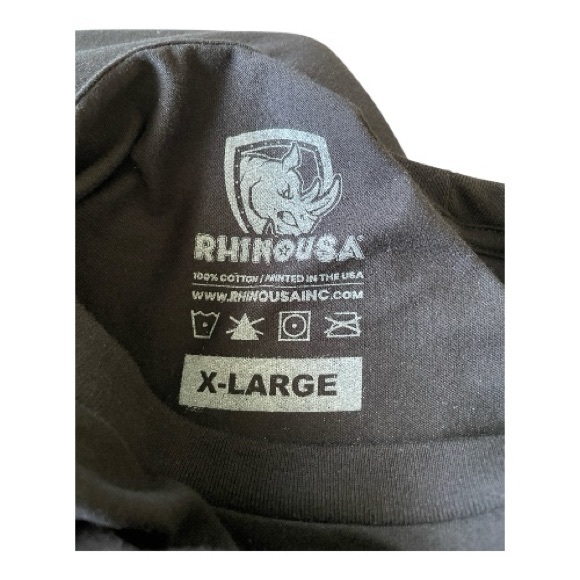 RHINOUSA®
100% COTTON / PRINTED IN THE USA
WWW.RHINOUSAINC.COM
X-LARGE